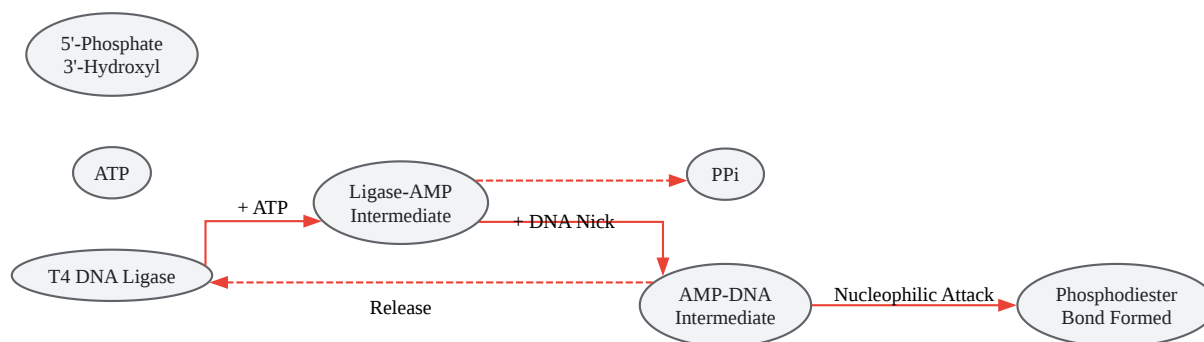 5'-Phosphate
3'-Hydroxyl
ATP
Ligase-AMP
Intermediate
PPi
+ ATP
+ DNA Nick
T4 DNA Ligase
Release
AMP-DNA
Intermediate
Nucleophilic Attack
Phosphodiester
Bond Formed